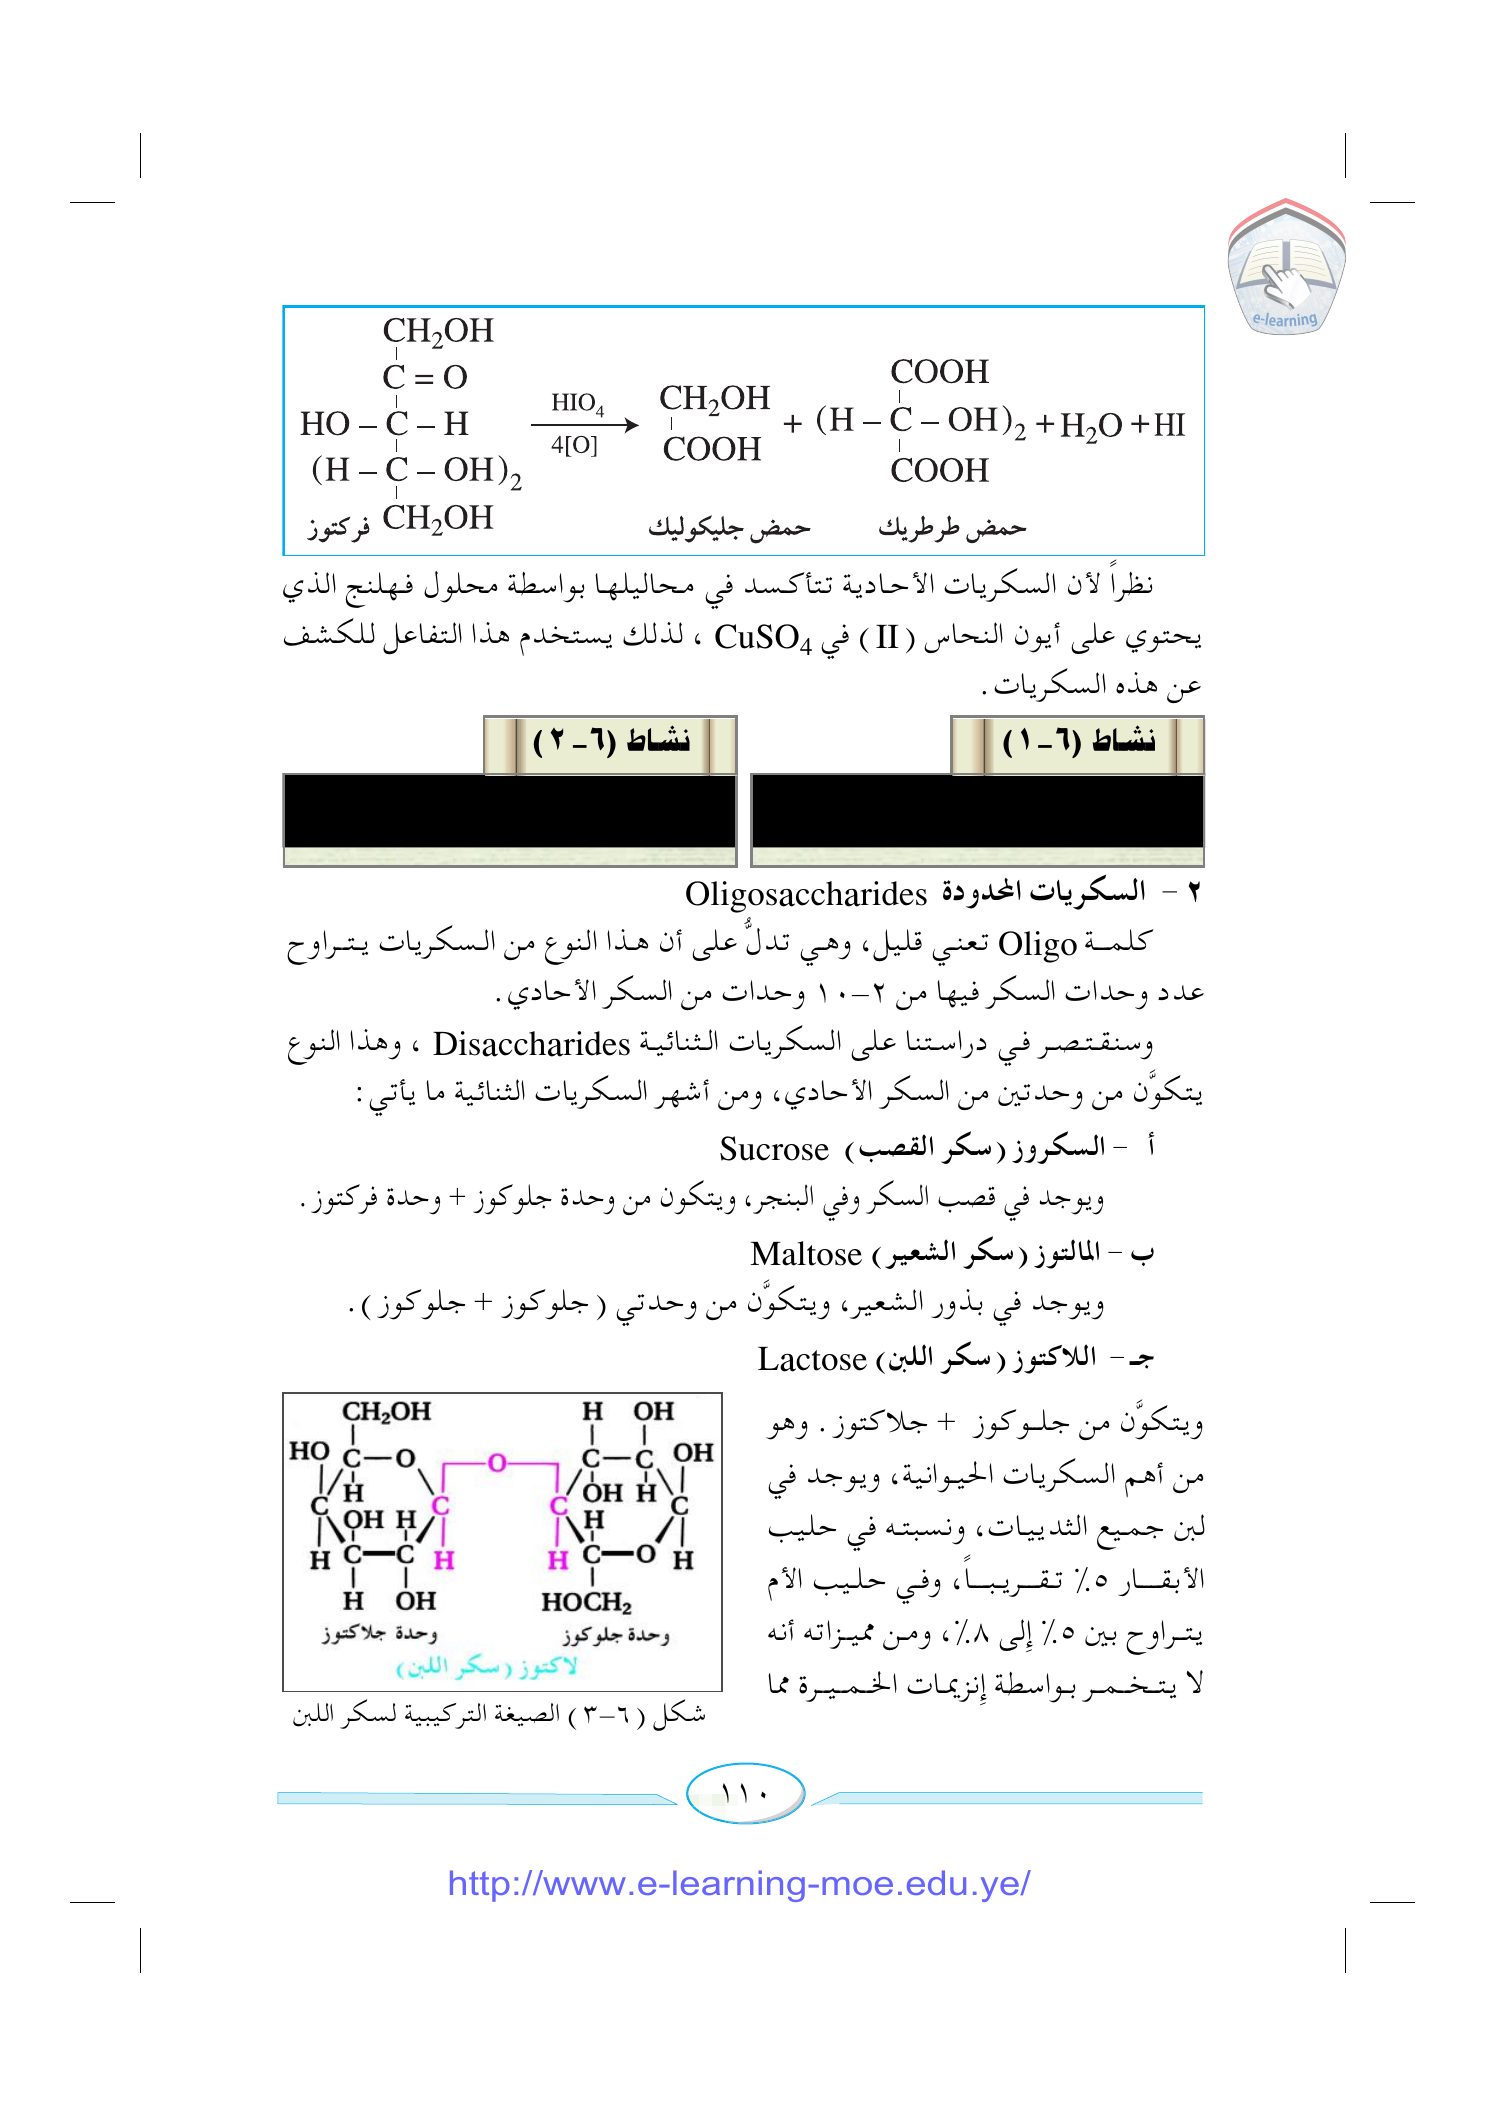 e-learning
CH₂OH
C = O
HO – C – H
(H – C – OH)₂
CH₂OH
فركتوز
HIO₄
4[O]
CH₂OH
COOH
حمض جليكوليك
+
COOH
(H – C – OH)₂
COOH
حمض طرطريك
+ H₂O + HI
نظراً لأن السكريات الأحادية تتأكسد في محاليلها بواسطة محلول فهلنج الذي
يحتوي على أيون النحاس (II) في CuSO₄ ، لذلك يستخدم هذا التفاعل للكشف
عن هذه السكريات.
نشاط (٦-١)
نشاط (٦-٢)
٢ - السكريات المحدودة Oligosaccharides
كلمة Oligo تعني قليل، وهي تدلُّ على أن هذا النوع من السكريات يتراوح
عدد وحدات السكر فيها من ٢-١٠ وحدات من السكر الأحادي.
وسنقتصر في دراستنا على السكريات الثنائية Disaccharides ، وهذا النوع
يتكوَّن من وحدتين من السكر الأحادي، ومن أشهر السكريات الثنائية ما يأتي:
أ - السكروز (سكر القصب) Sucrose
ويوجد في قصب السكر وفي البنجر، ويتكون من وحدة جلوكوز + وحدة فركتوز.
ب - المالتوز (سكر الشعير) Maltose
ويوجد في بذور الشعير، ويتكوَّن من وحدتي (جلوكوز + جلوكوز).
جـ - اللاكتوز (سكر اللبن) Lactose
ويتكوَّن من جلوكوز + جلاكتوز. وهو
من أهم السكريات الحيوانية، ويوجد في
لبن جميع الثدييات، ونسبته في حليب
الأبقار ٥٪ تقريباً، وفي حليب الأم
يتراوح بين ٥٪ إلى ٨٪، ومن مميزاته أنه
لا يتخمر بواسطة إنزيمات الخميرة مما
CH₂OH H OH
HO C—O O C—C OH
H OH H
C C C C
OH H H
H C—C H H C—O H
H OH HOCH₂
وحدة جلاكتوز
وحدة جلوكوز
لاكتوز (سكر اللبن)
شكل (٦-٣) الصيغة التركيبية لسكر اللبن
١١٠
http://www.e-learning-moe.edu.ye/